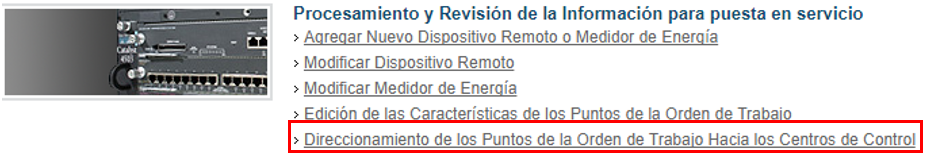 Procesamiento y Revisión de la Información para puesta en servicio
Agregar Nuevo Dispositivo Remoto o Medidor de Energía
Modificar Dispositivo Remoto
Modificar Medidor de Energía
Edición de las Características de los Puntos de la Orden de Trabajo
Direccionamiento de los Puntos de la Orden de Trabajo Hacia los Centros de Control
Catalyst